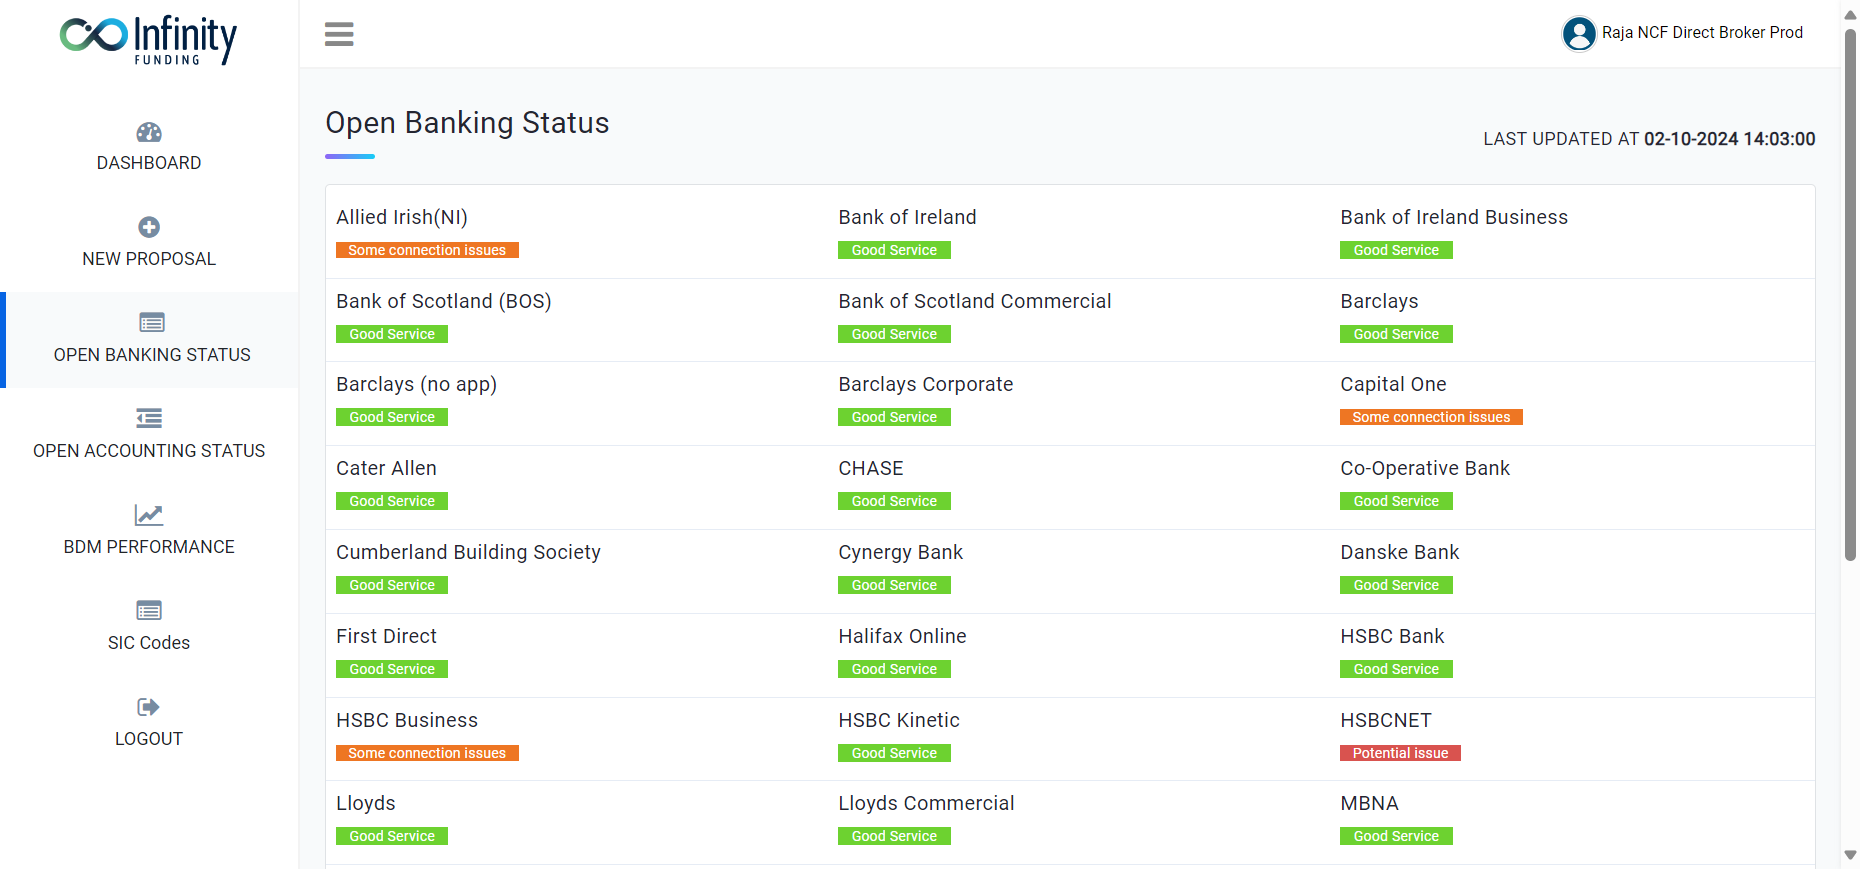 Infinity
FUNDING
Raja NCF Direct Broker Prod
DASHBOARD
NEW PROPOSAL
OPEN BANKING STATUS
OPEN ACCOUNTING STATUS
BDM PERFORMANCE
SIC Codes
LOGOUT
Open Banking Status
LAST UPDATED AT 02-10-2024 14:03:00
Allied Irish(NI)
Some connection issues
Bank of Ireland
Good Service
Bank of Ireland Business
Good Service
Bank of Scotland (BOS)
Good Service
Bank of Scotland Commercial
Good Service
Barclays
Good Service
Barclays (no app)
Good Service
Barclays Corporate
Good Service
Capital One
Some connection issues
Cater Allen
Good Service
CHASE
Good Service
Co-Operative Bank
Good Service
Cumberland Building Society
Good Service
Cynergy Bank
Good Service
Danske Bank
Good Service
First Direct
Good Service
Halifax Online
Good Service
HSBC Bank
Good Service
HSBC Business
Some connection issues
HSBC Kinetic
Good Service
HSBCNET
Potential issue
Lloyds
Good Service
Lloyds Commercial
Good Service
MBNA
Good Service